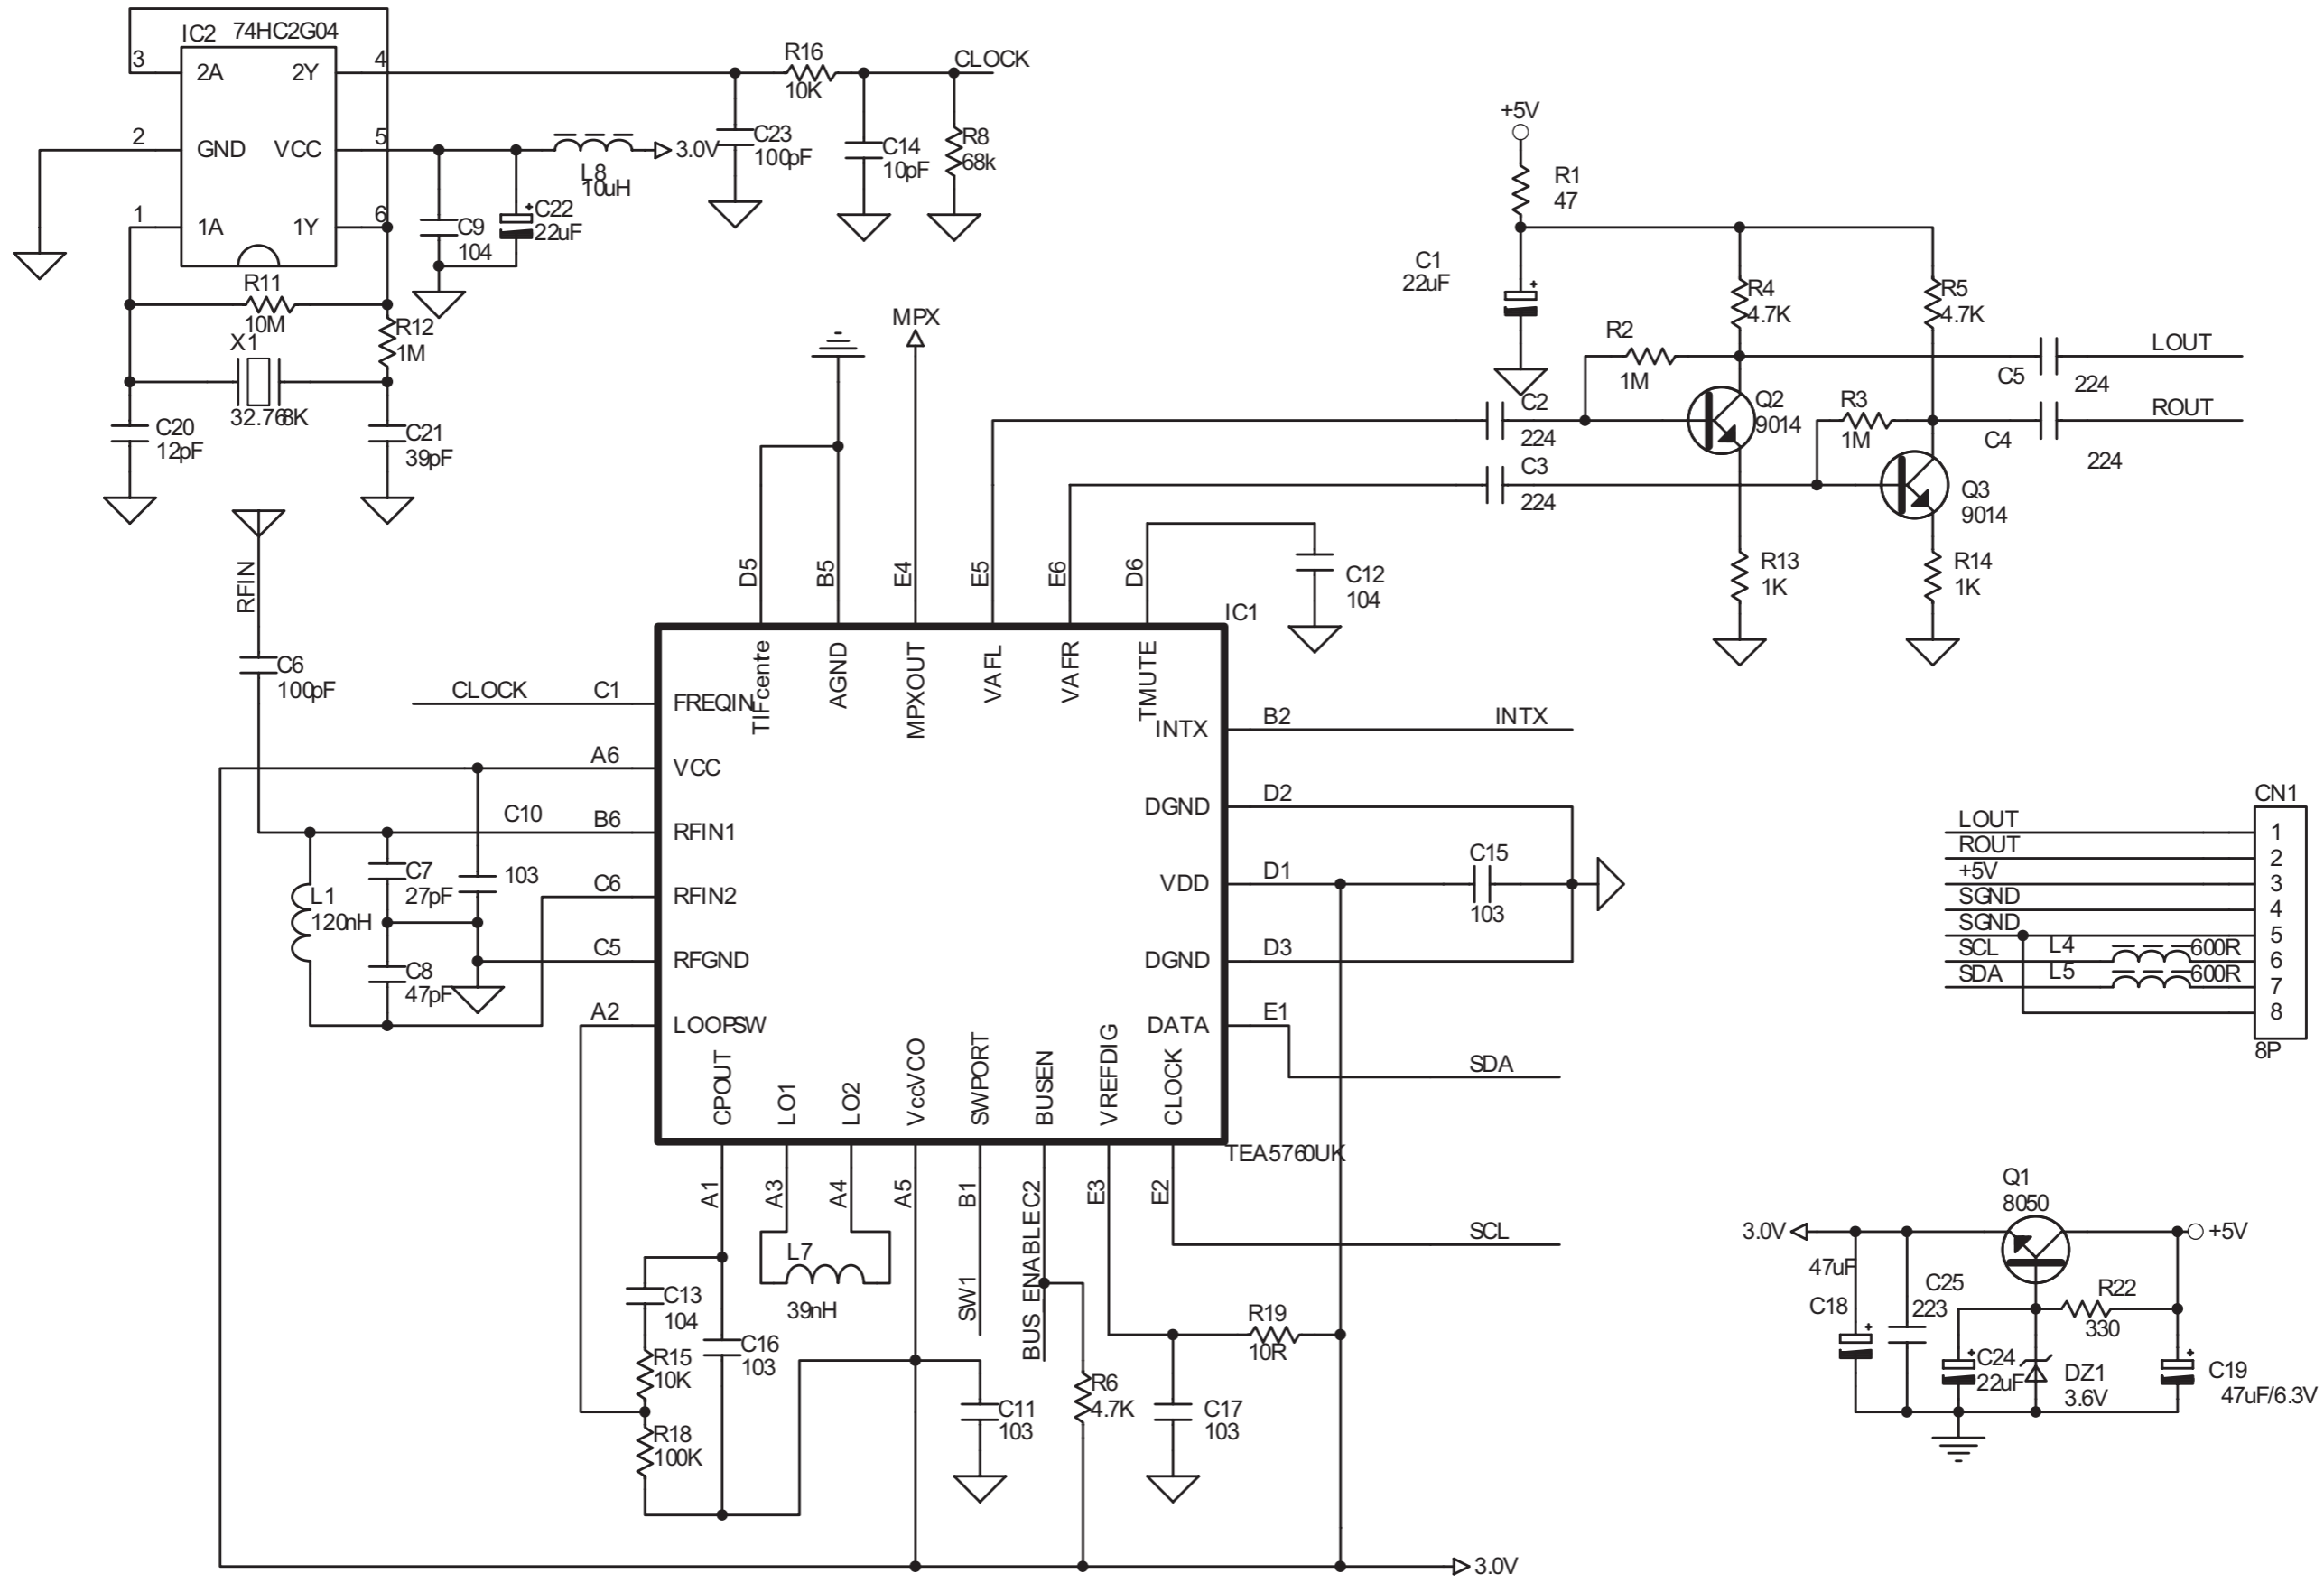 IC2 74HC2G04
3 2A 2Y 4
2 GND VCC 5
1 1A 1Y 6
R16
10K
CLOCK
C23
100pF
C14
10pF
R8
68k
3.0V
L8
10uH
C9
104
C22
22uF
R11
10M
X1
32.768K
R12
1M
C20
12pF
C21
39pF
+5V
R1
47
C1
22uF
R4
4.7K
R5
4.7K
R2
1M
R3
1M
C5
224
LOUT
C4
224
ROUT
C2
224
C3
224
Q2
9014
Q3
9014
R13
1K
R14
1K
MPX
RFIN
C6
100pF
D5
B5
E4
E5
E6
D6
C12
104
IC1
TIFcente
AGND
MPXOUT
VAFL
VAFR
TMUTE
CLOCK C1 FREQIN
A6 VCC
C10 B6 RFIN1
C6 RFIN2
C5 RFGND
A2 LOOPSW
C7
27pF
103
L1
120nH
C8
47pF
INTX B2 INTX
DGND D2
VDD D1
C15
103
DGND D3
DATA E1
SDA
CPOUT
LO1
LO2
VccVCO
SWPORT
BUSEN
VREFDIG
CLOCK
TEA5760UK
A1
A3
A4
A5
B1
BUS ENABLE C2
E3
E2
SCL
SW1
L7
39nH
C13
104
C16
103
R15
10K
R18
100K
C11
103
R6
4.7K
C17
103
R19
10R
3.0V
CN1
LOUT 1
ROUT 2
+5V 3
SGND 4
SGND 5
SCL L4 600R 6
SDA L5 600R 7
8
8P
Q1
8050
3.0V
+5V
47uF
C18
C25
223
R22
330
C24
22uF
DZ1
3.6V
C19
47uF/6.3V